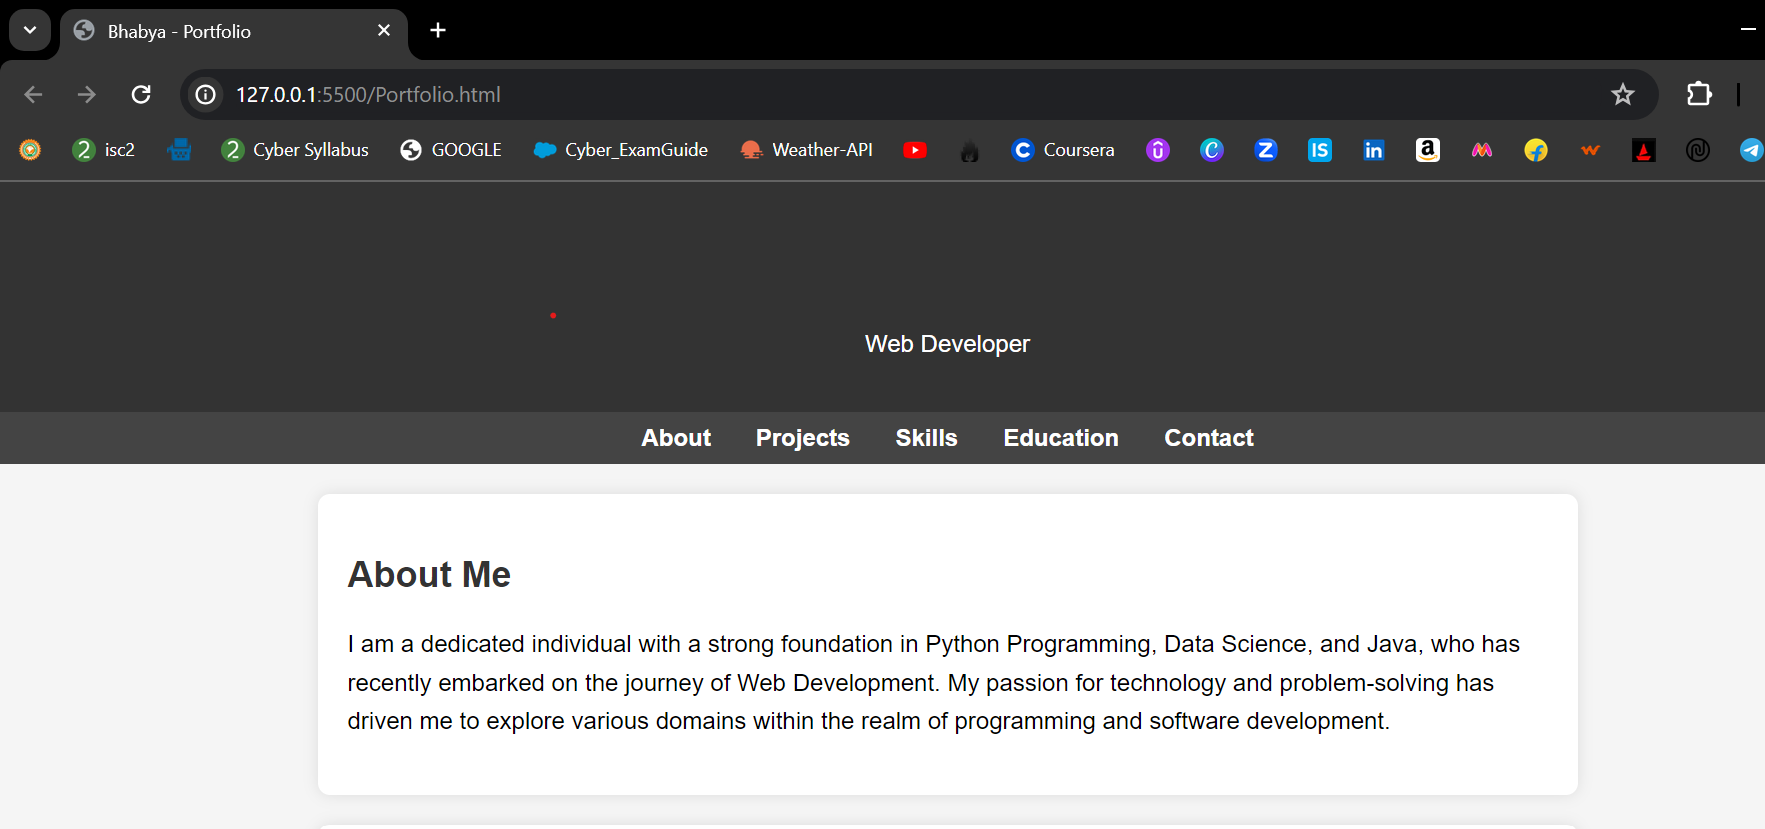 Bhabya - Portfolio
127.0.0.1:5500/Portfolio.html
isc2 Cyber Syllabus GOOGLE Cyber_ExamGuide Weather-API Coursera
Web Developer
About Projects Skills Education Contact
About Me
I am a dedicated individual with a strong foundation in Python Programming, Data Science, and Java, who has
recently embarked on the journey of Web Development. My passion for technology and problem-solving has
driven me to explore various domains within the realm of programming and software development.